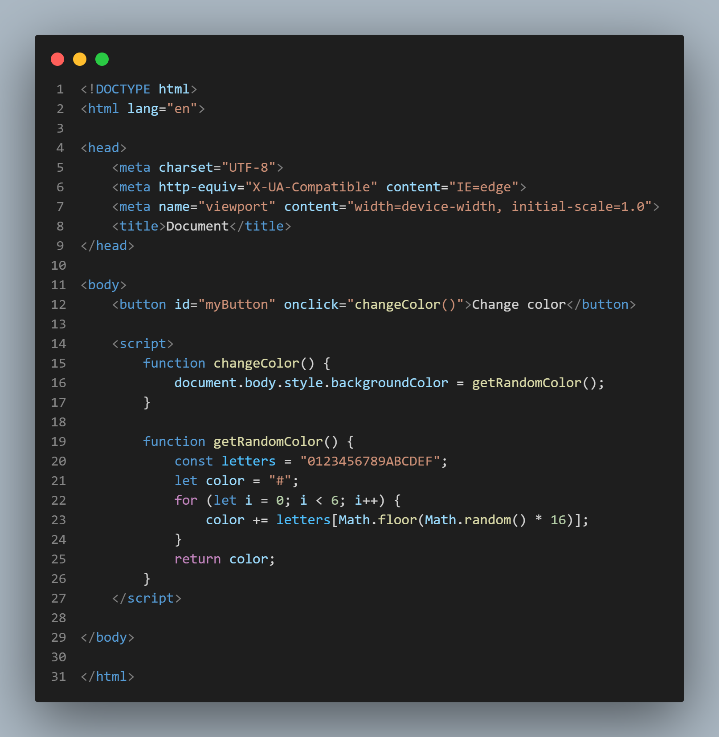 1 <!DOCTYPE html>
2 <html lang="en">
3
4 <head>
5     <meta charset="UTF-8">
6     <meta http-equiv="X-UA-Compatible" content="IE=edge">
7     <meta name="viewport" content="width=device-width, initial-scale=1.0">
8     <title>Document</title>
9 </head>
10
11 <body>
12     <button id="myButton" onclick="changeColor()">Change color</button>
13
14     <script>
15         function changeColor() {
16             document.body.style.backgroundColor = getRandomColor();
17         }
18
19         function getRandomColor() {
20             const letters = "0123456789ABCDEF";
21             let color = "#";
22             for (let i = 0; i < 6; i++) {
23                 color += letters[Math.floor(Math.random() * 16)];
24             }
25             return color;
26         }
27     </script>
28
29 </body>
30
31 </html>